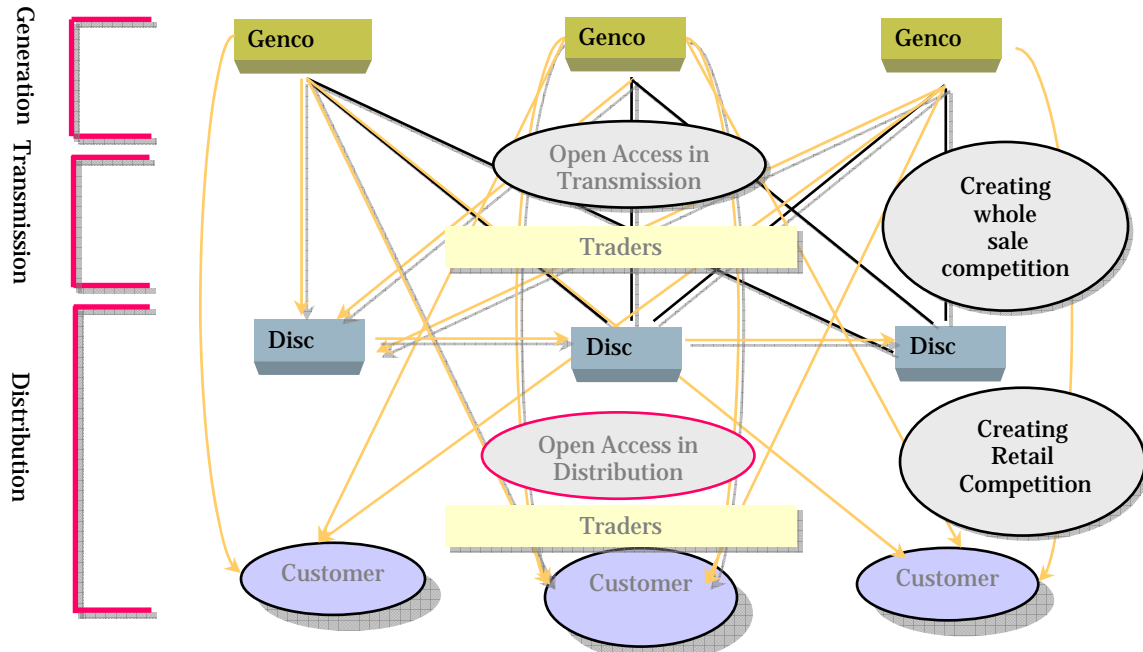 Generation
Transmission
Distribution
Genco
Genco
Genco
Open Access in
Transmission
Creating
whole
sale
competition
Traders
Disc
Disc
Disc
Open Access in
Distribution
Creating
Retail
Competition
Traders
Customer
Customer
Customer